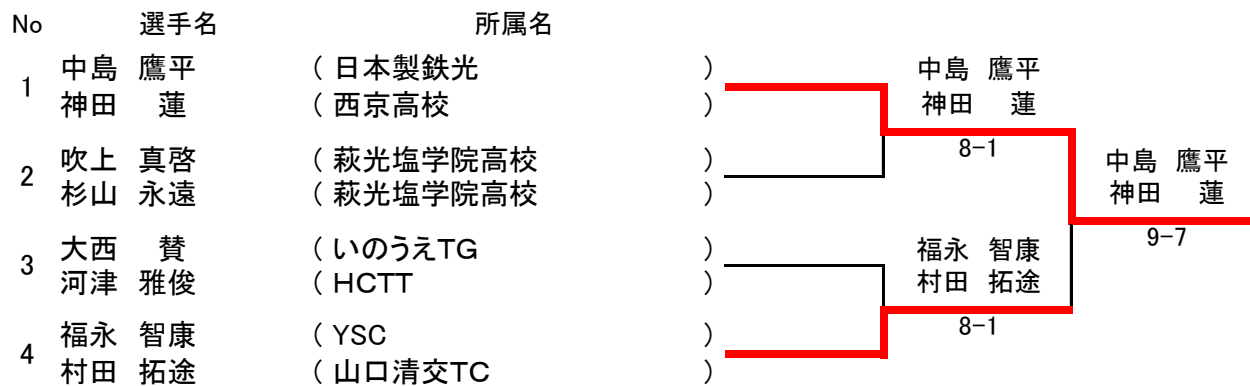 No 選手名 所属名
1 中島 鷹平 ( 日本製鉄光 )
神田 蓮 ( 西京高校 )
2 吹上 真啓 ( 萩光塩学院高校 )
杉山 永遠 ( 萩光塩学院高校 )
3 大西 賛 ( いのうえTG )
河津 雅俊 ( HCTT )
4 福永 智康 ( YSC )
村田 拓途 ( 山口清交TC )
中島 鷹平
神田 蓮
8-1
福永 智康
村田 拓途
8-1
中島 鷹平
神田 蓮
9-7